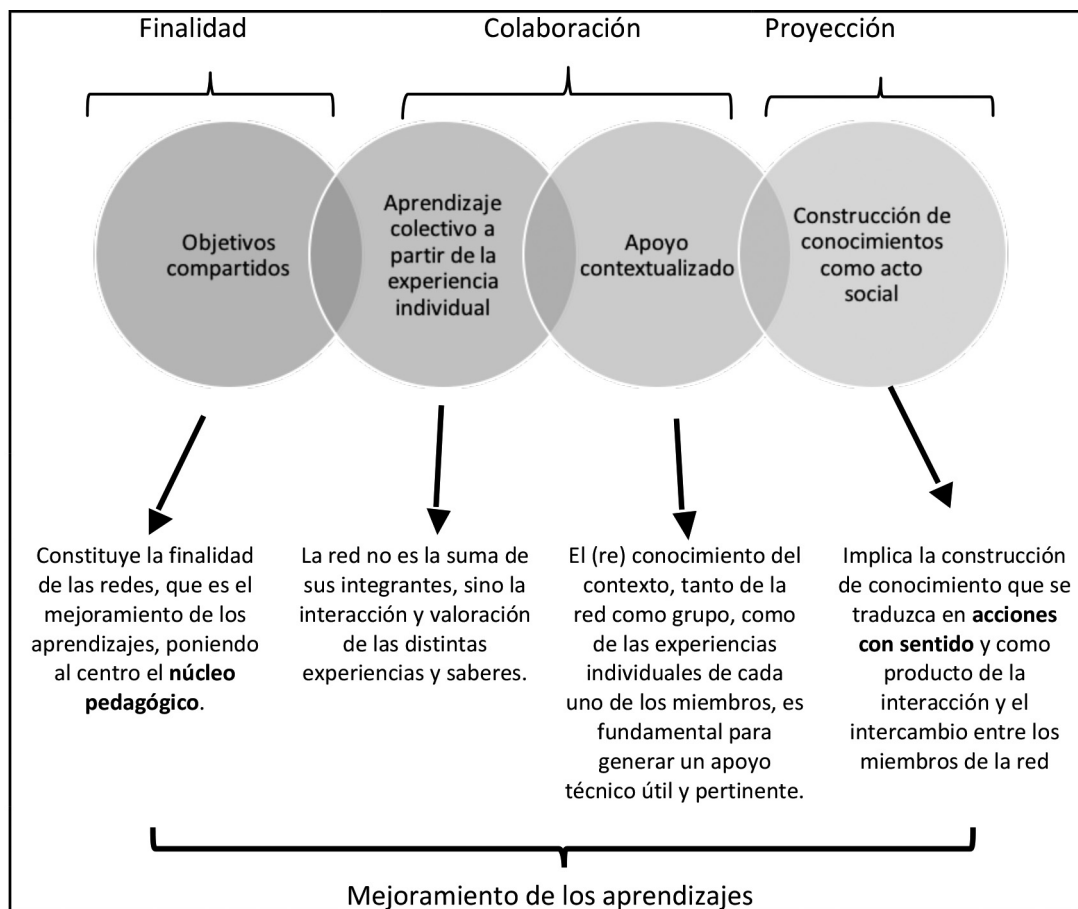 Finalidad
Colaboración
Proyección
Objetivos
compartidos
Aprendizaje
colectivo a
partir de la
experiencia
individual
Apoyo
contextualizado
Construcción de
conocimientos
como acto
social
Constituye la finalidad
de las redes, que es el
mejoramiento de los
aprendizajes, poniendo
al centro el núcleo
pedagógico.
La red no es la suma de
sus integrantes, sino la
interacción y valoración
de las distintas
experiencias y saberes.
El (re) conocimiento del
contexto, tanto de la
red como grupo, como
de las experiencias
individuales de cada
uno de los miembros, es
fundamental para
generar un apoyo
técnico útil y pertinente.
Implica la construcción
de conocimiento que se
traduzca en acciones
con sentido y como
producto de la
interacción y el
intercambio entre los
miembros de la red
Mejoramiento de los aprendizajes